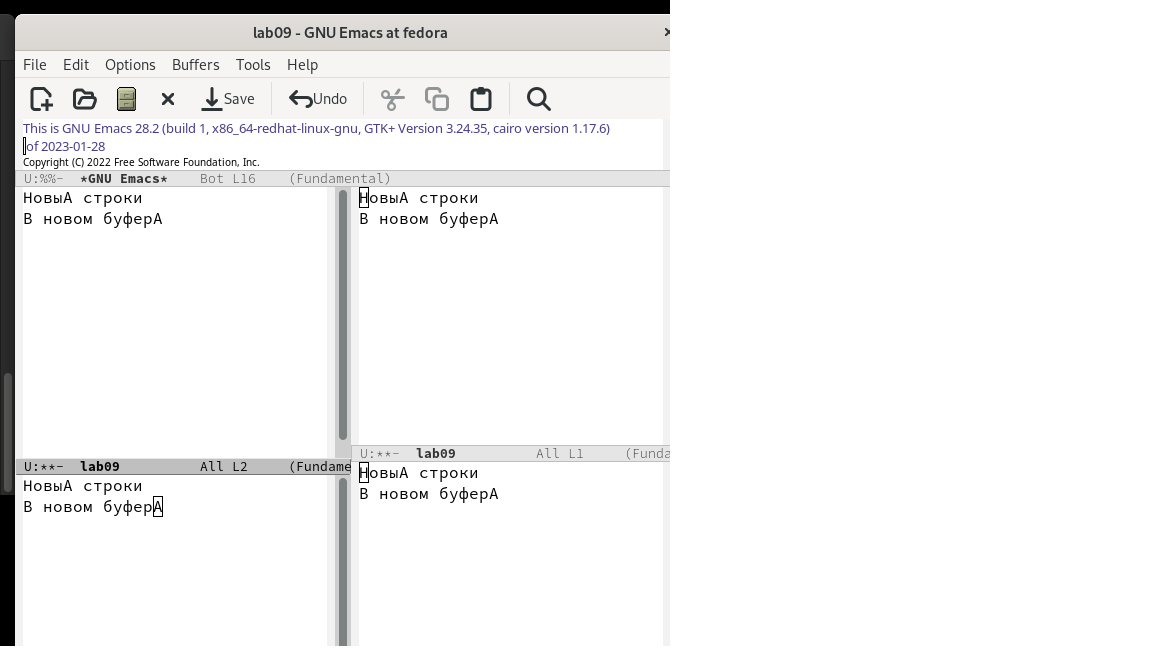 lab09 - GNU Emacs at fedora
File Edit Options Buffers Tools Help
Save Undo
This is GNU Emacs 28.2 (build 1, x86_64-redhat-linux-gnu, GTK+ Version 3.24.35, cairo version 1.17.6)
of 2023-01-28
Copyright (C) 2022 Free Software Foundation, Inc.
U:%%- *GNU Emacs* Bot L16 (Fundamental)
НовыА строки
В новом буферА
U:**- lab09 All L2 (Fundame
НовыА строки
В новом буферА
НовыА строки
В новом буферА
U:**- lab09 All L1 (Funda
НовыА строки
В новом буферА